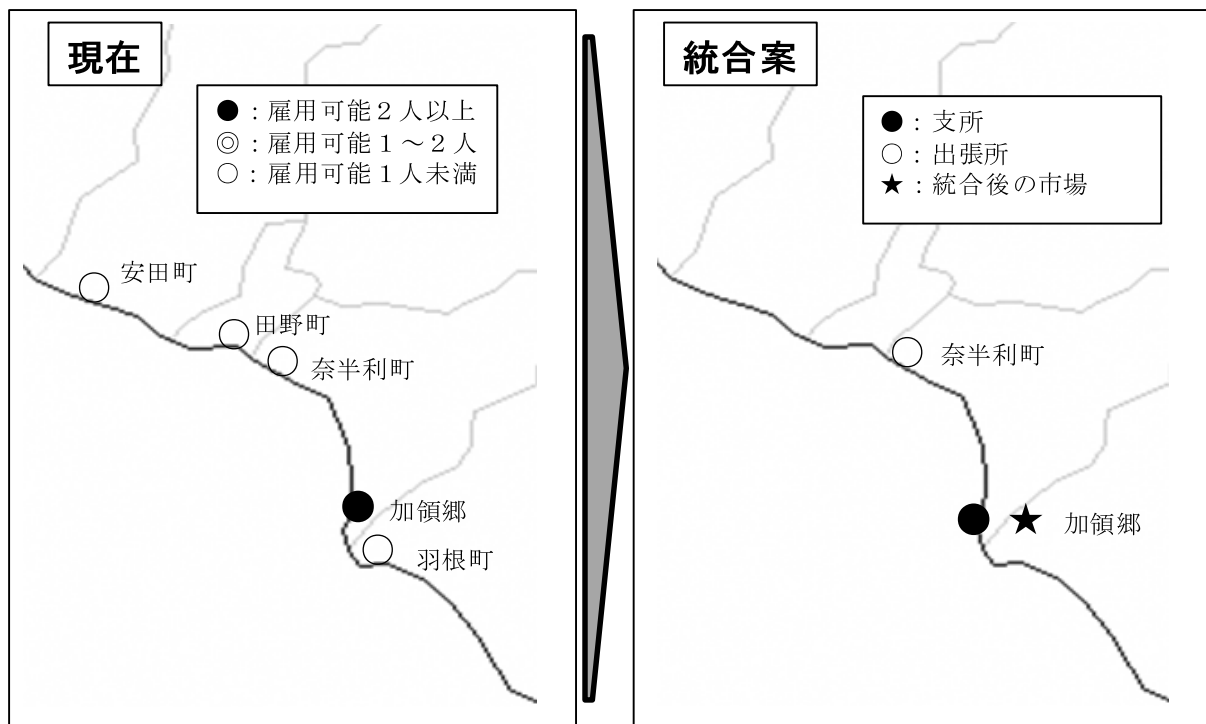 現在
●：雇用可能２人以上
◎：雇用可能１～２人
○：雇用可能１人未満
安田町
田野町
奈半利町
加領郷
羽根町
統合案
●：支所
○：出張所
★：統合後の市場
奈半利町
加領郷